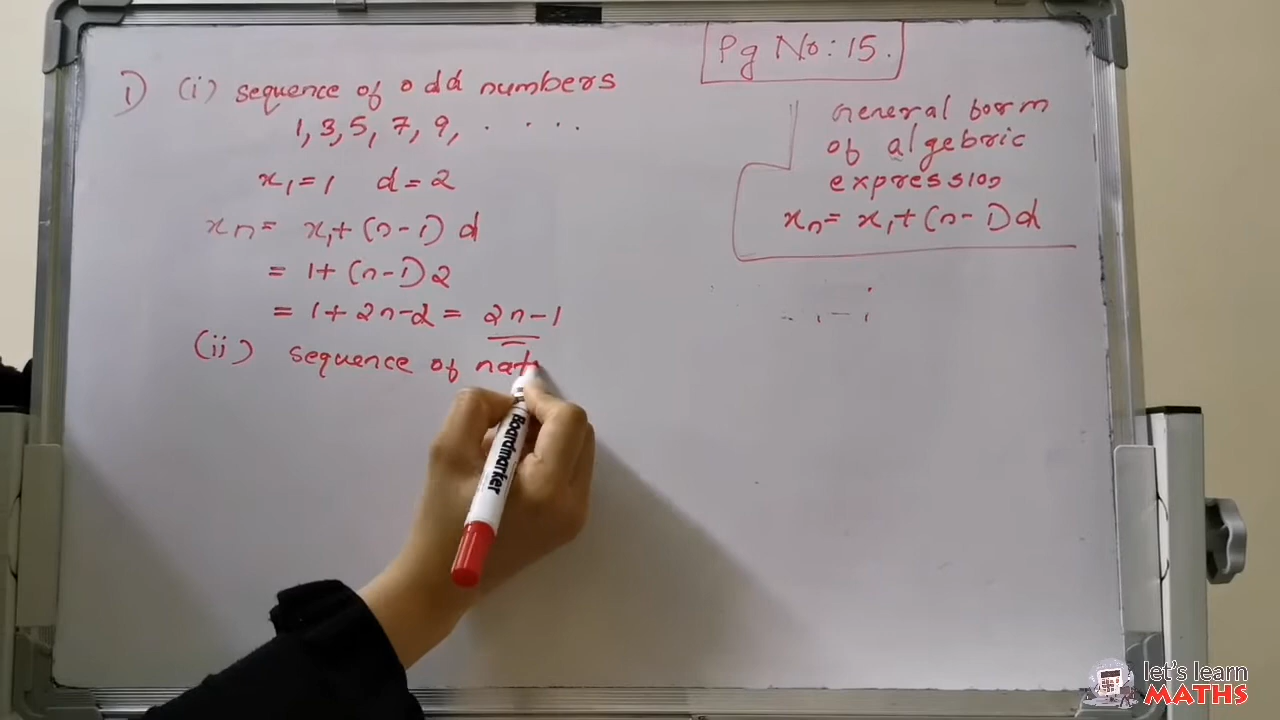 1) (i) sequence of odd numbers
1, 3, 5, 7, 9, . . . .
x₁ = 1 d = 2
xn = x₁ + (n-1) d
= 1 + (n-1) 2
= 1 + 2n - 2 = 2n - 1
(ii) sequence of nat
Pg No: 15.
General form
of algebric
expression
xn = x₁ + (n-1) d
Boardmarker
let's learn
MATHS